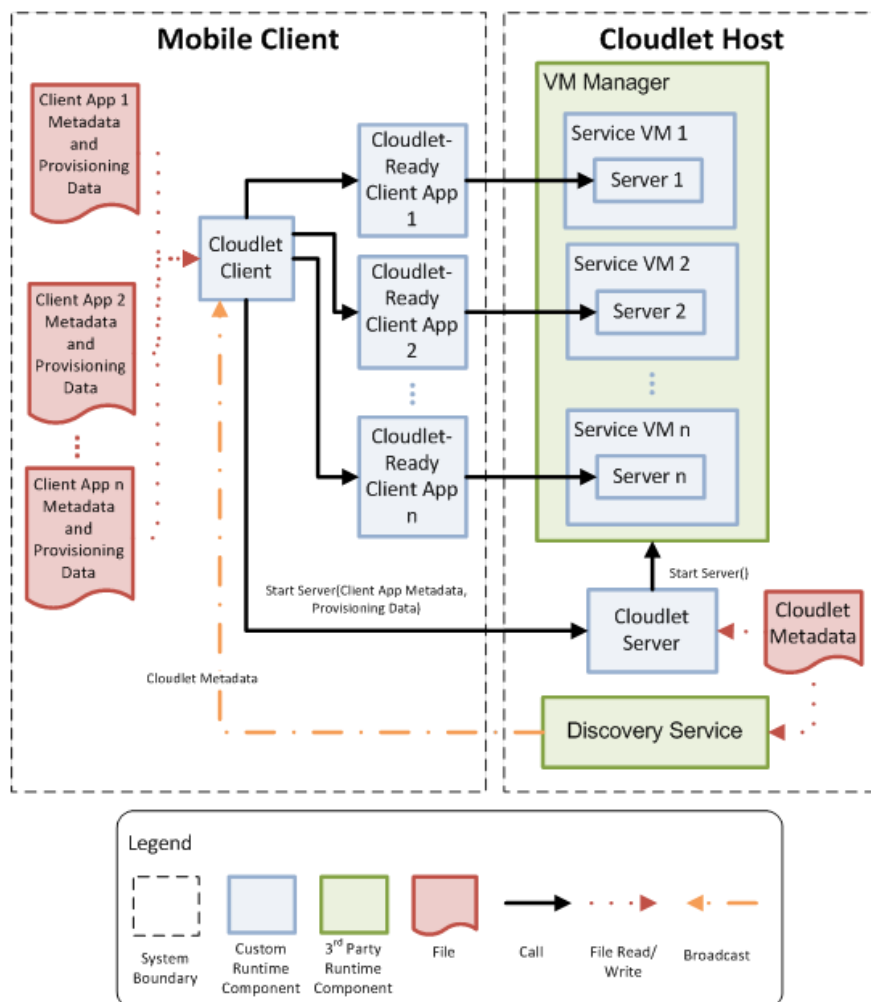 Mobile Client
Cloudlet Host
Client App 1
Metadata
and
Provisioning
Data
Client App 2
Metadata
and
Provisioning
Data
Client App n
Metadata
and
Provisioning
Data
Cloudlet
Client
Cloudlet-
Ready
Client App
1
Cloudlet-
Ready
Client App
2
Cloudlet-
Ready
Client App
n
VM Manager
Service VM 1
Server 1
Service VM 2
Server 2
Service VM n
Server n
Start Server()
Start Server(Client App Metadata,
Provisioning Data)
Cloudlet
Server
Cloudlet
Metadata
Cloudlet Metadata
Discovery Service
Legend
System
Boundary
Custom
Runtime
Component
3rd Party
Runtime
Component
File
Call
File Read/
Write
Broadcast